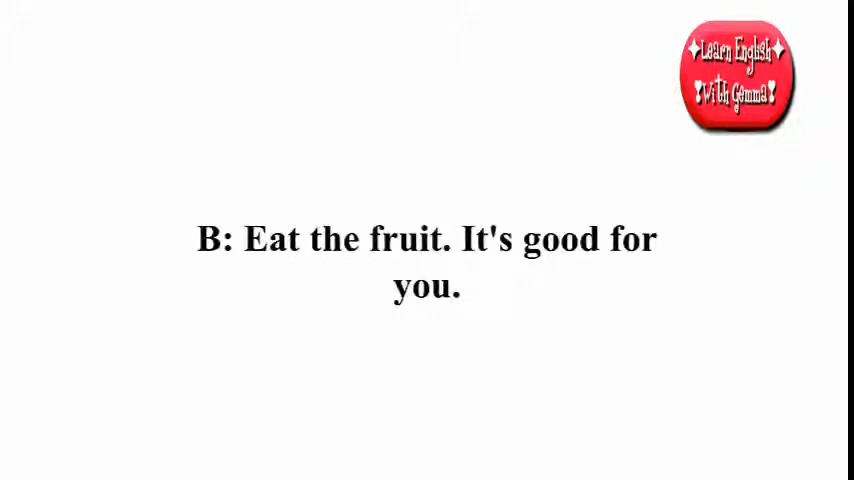 ✦Learn English✦
❣With Gemma❣
B: Eat the fruit. It's good for
you.